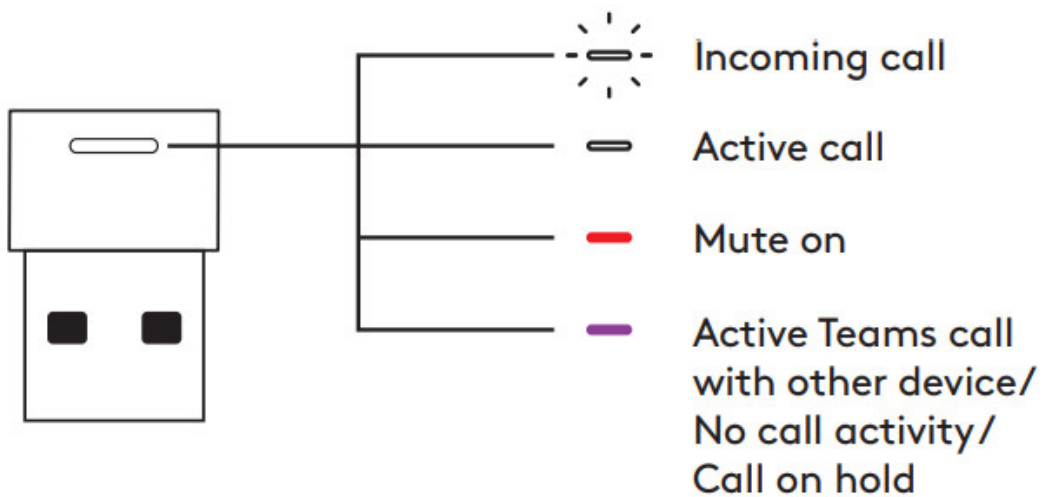 Incoming call
Active call
Mute on
Active Teams call
with other device/
No call activity/
Call on hold